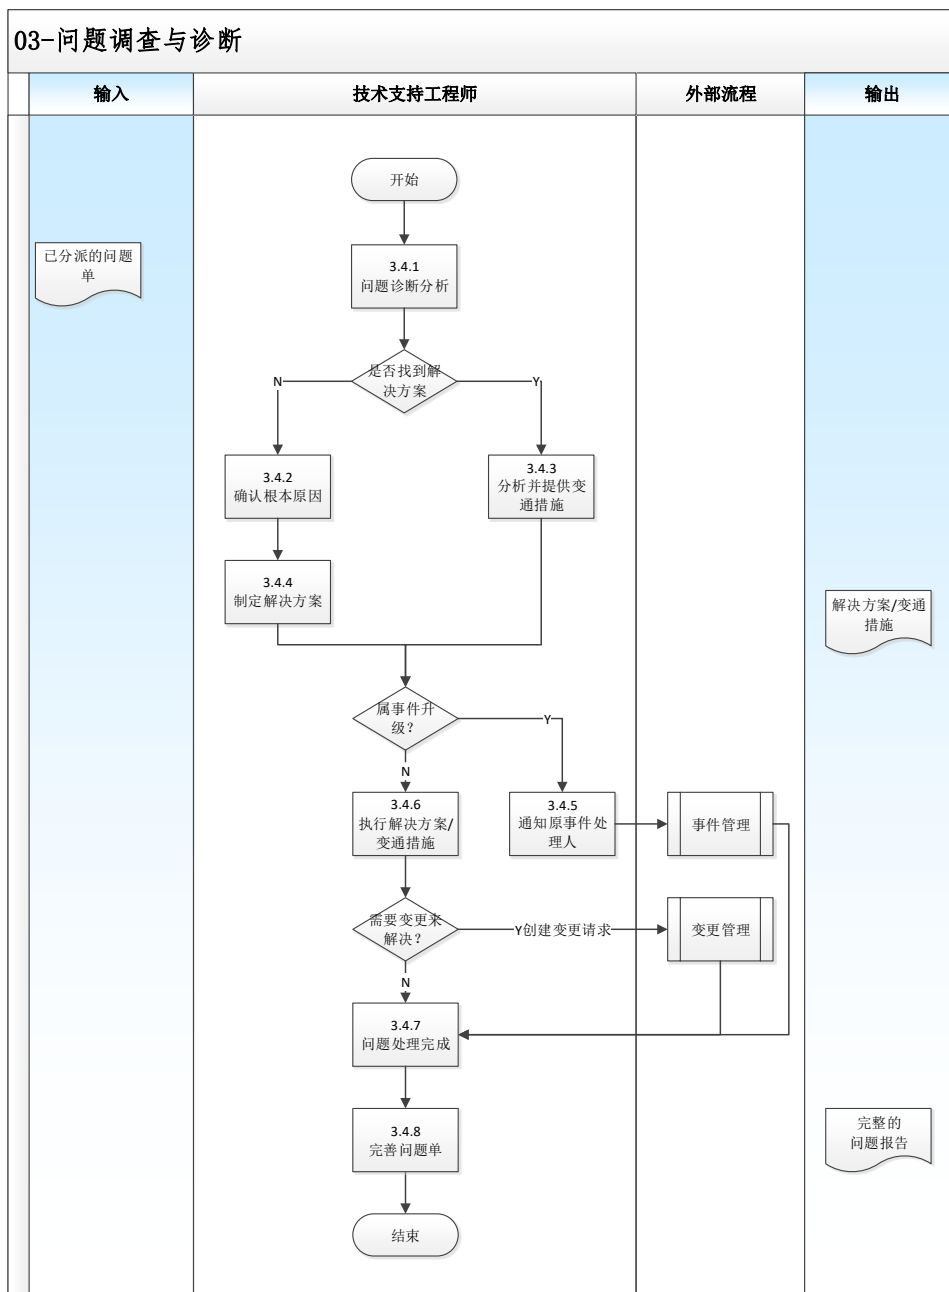 03-问题调查与诊断
输入
技术支持工程师
外部流程
输出
开始
已分派的问题
单
3.4.1
问题诊断分析
是否找到解
决方案
N
Y
3.4.2
确认根本原因
3.4.3
分析并提供变
通措施
3.4.4
制定解决方案
解决方案/变通
措施
属事件升
级?
Y
N
3.4.6
执行解决方案/
变通措施
3.4.5
通知原事件处
理人
事件管理
需要变更来
解决?
Y创建变更请求
变更管理
N
3.4.7
问题处理完成
3.4.8
完善问题单
完整的
问题报告
结束